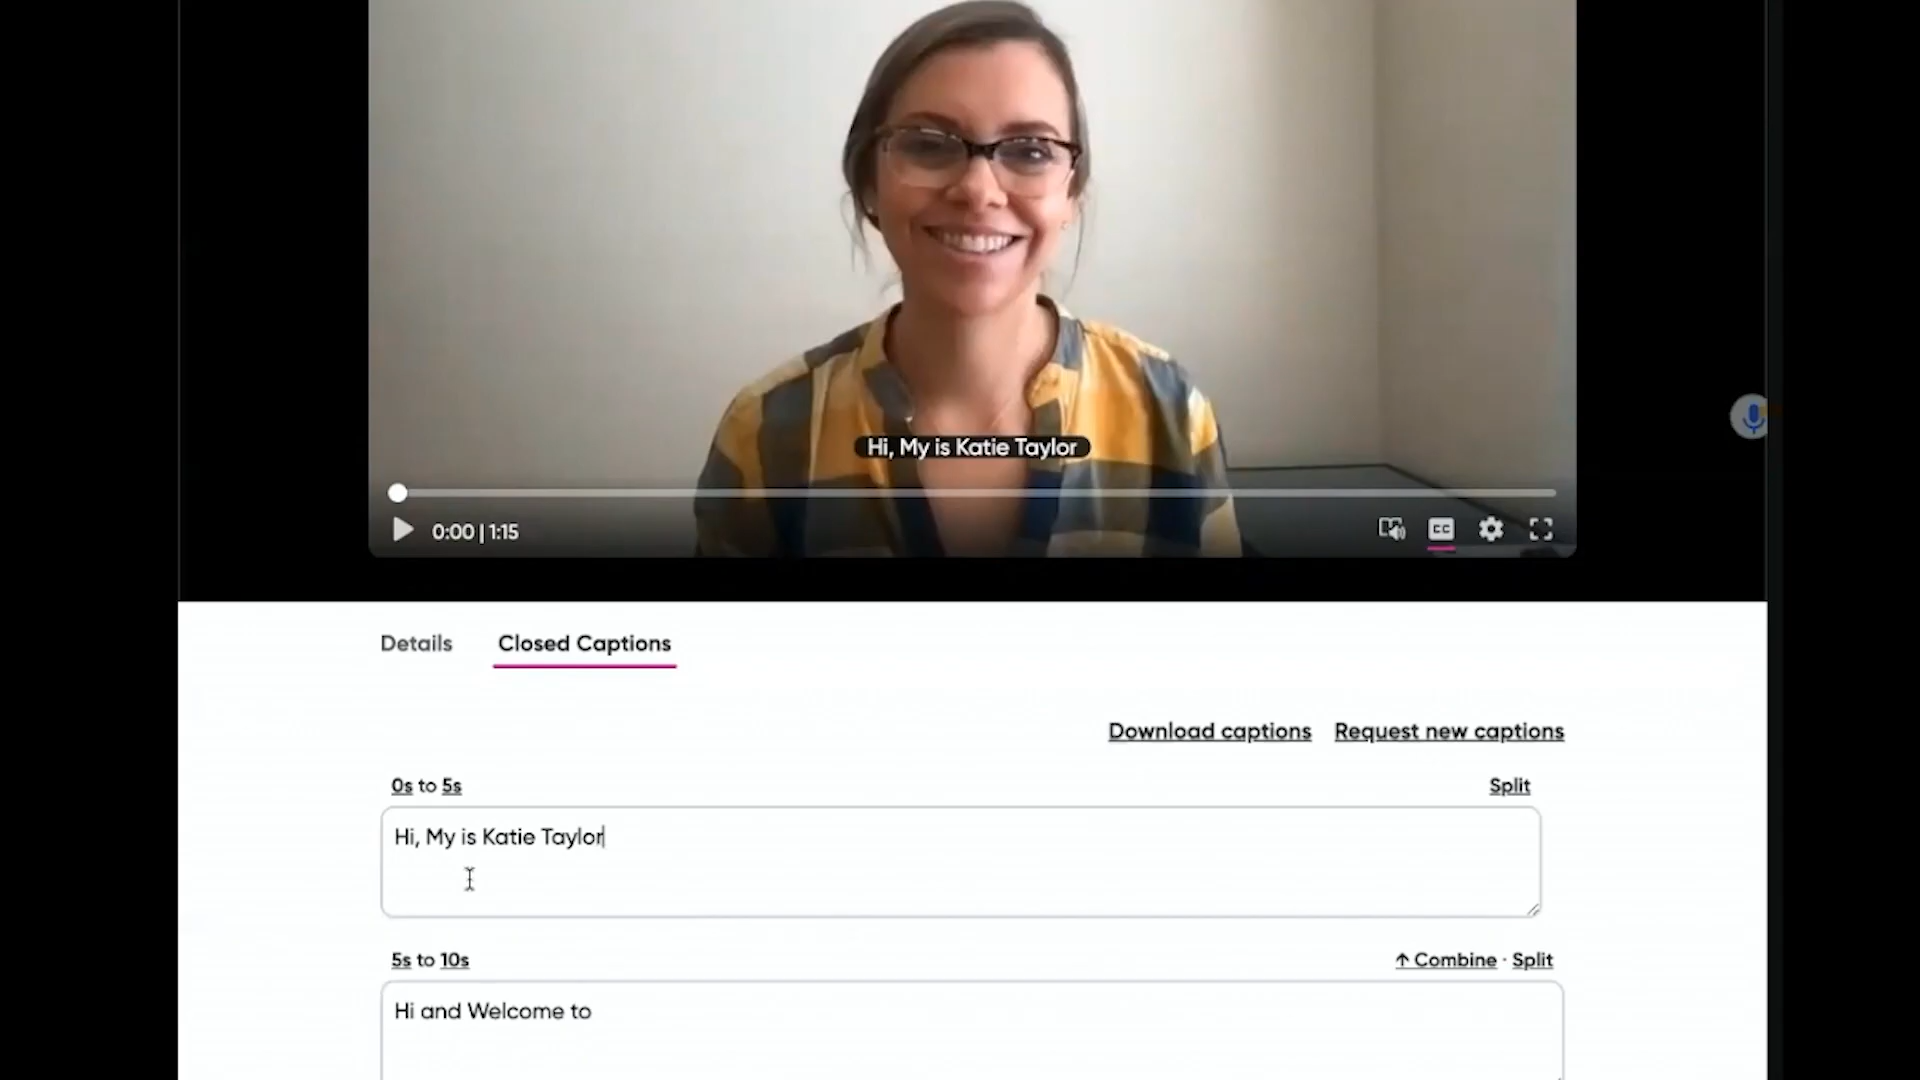 Hi, My is Katie Taylor
0:00 | 1:15
CC
Details
Closed Captions
Download captions
Request new captions
0s to 5s
Split
Hi, My is Katie Taylor
5s to 10s
↑ Combine · Split
Hi and Welcome to